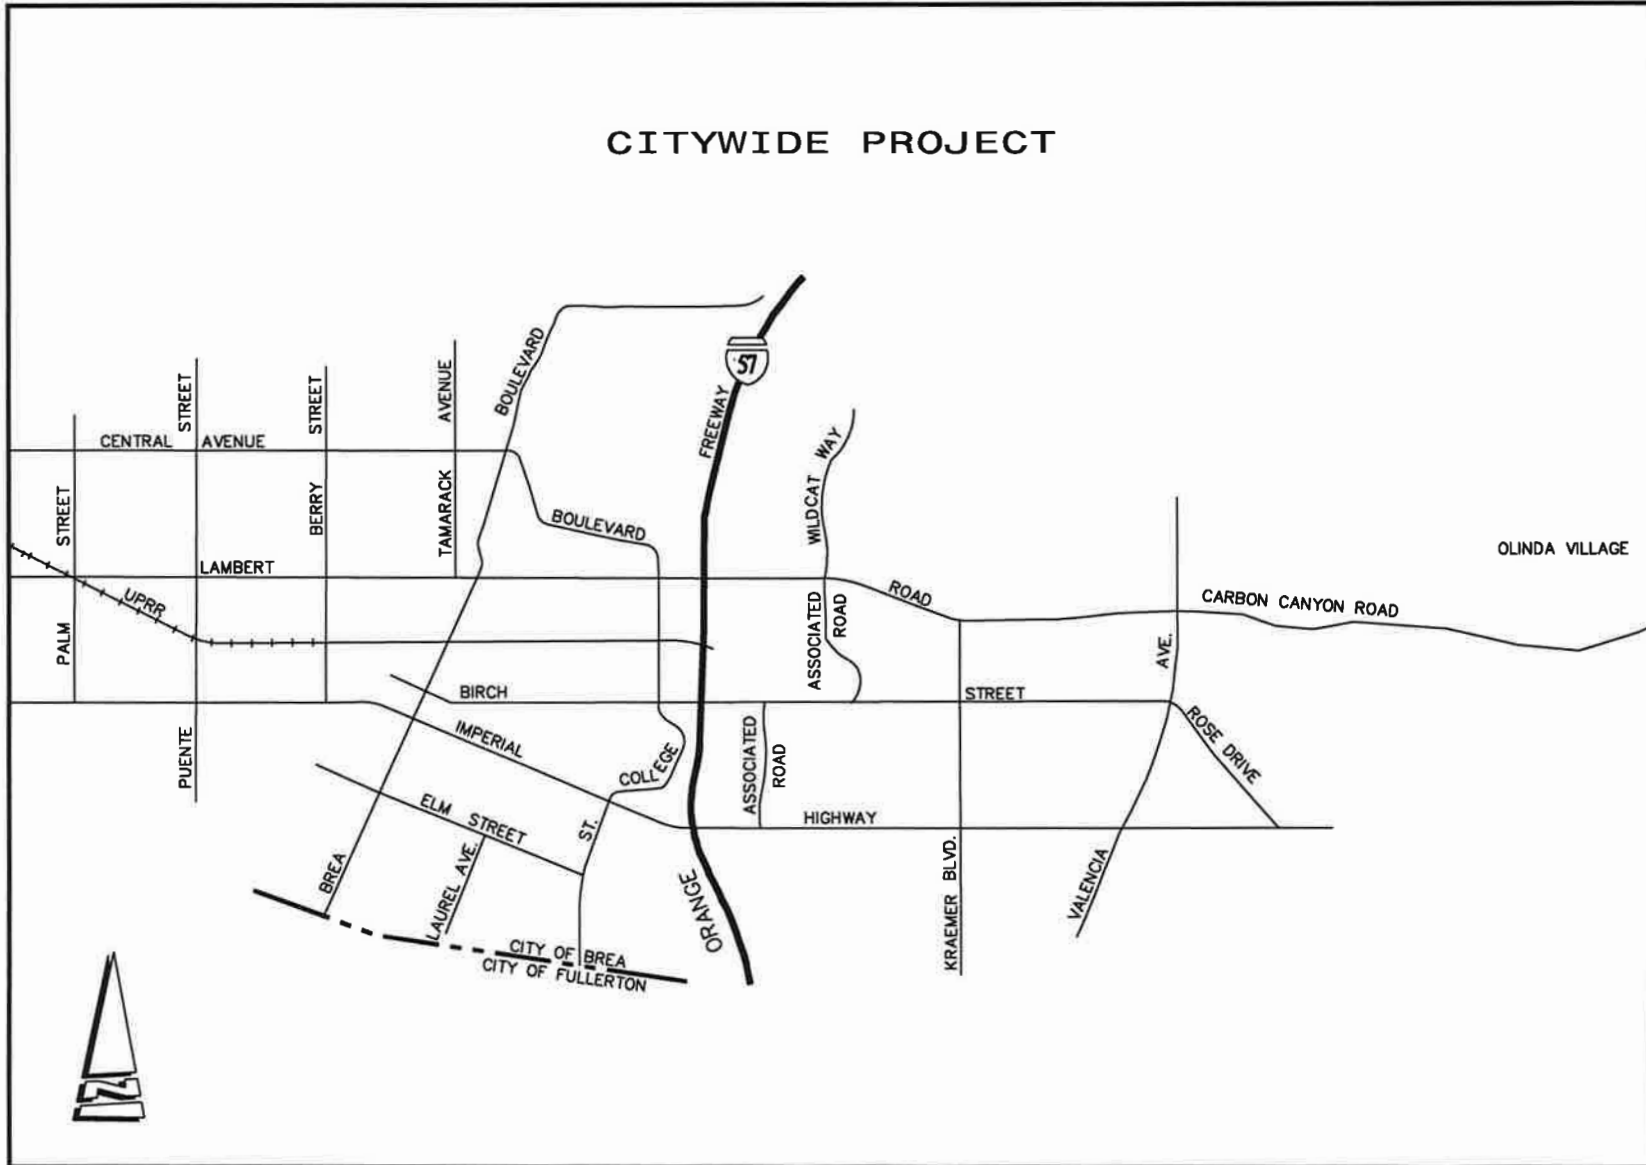 CITYWIDE PROJECT
BOULEVARD
57
FREEWAY
STREET
STREET
AVENUE
CENTRAL AVENUE
WILDCAT WAY
STREET
BERRY
TAMARACK
BOULEVARD
OLINDA VILLAGE
LAMBERT
ROAD
CARBON CANYON ROAD
UPRR
ASSOCIATED
ROAD
PALM
AVE.
BIRCH
STREET
PUENTE
IMPERIAL
COLLEGE
ASSOCIATED
ROAD
ROSE DRIVE
ELM STREET
ST.
HIGHWAY
BREA
LAUREL AVE.
ORANGE
KRAEMER BLVD.
VALENCIA
CITY OF BREA
CITY OF FULLERTON
N